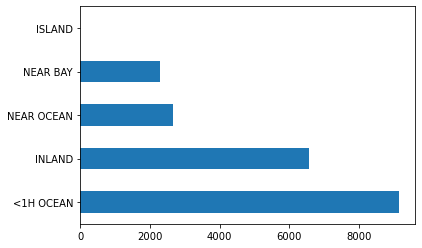 ISLAND
NEAR BAY
NEAR OCEAN
INLAND
<1H OCEAN
0 2000 4000 6000 8000